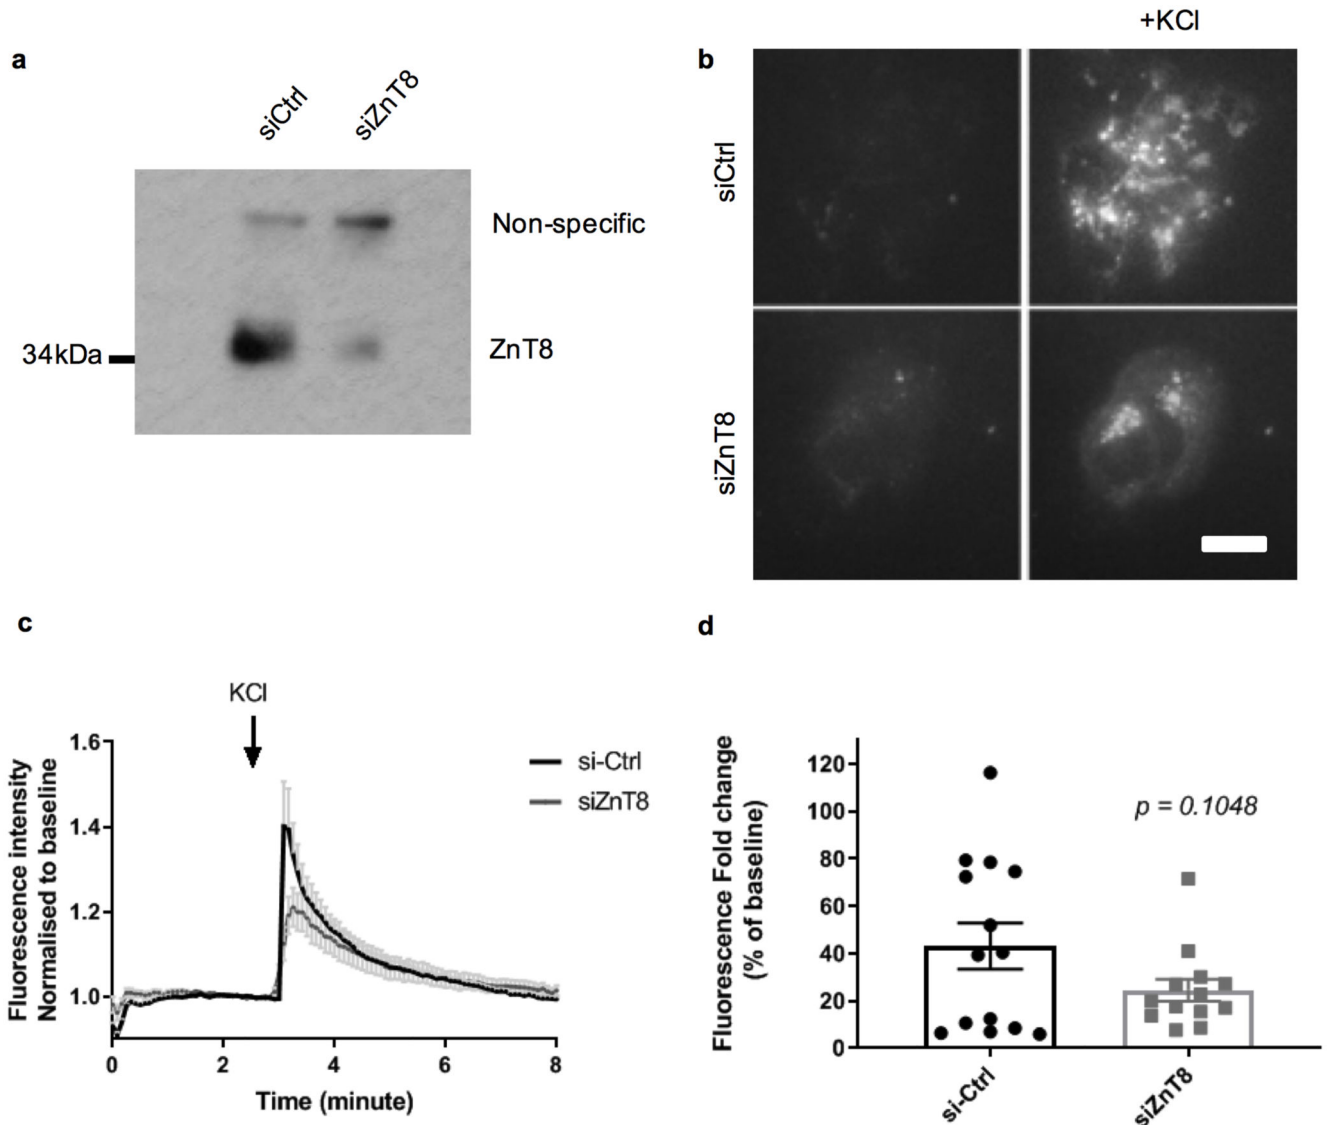 a
siCtrl
siZnT8
Non-specific
34kDa
ZnT8
b
+KCl
siCtrl
siZnT8
c
KCl
Fluorescence intensity
Normalised to baseline
1.6
1.4
1.2
1.0
si-Ctrl
siZnT8
0 2 4 6 8
Time (minute)
d
Fluorescence Fold change
(% of baseline)
120
100
80
60
40
20
0
p = 0.1048
si-Ctrl
siZnT8